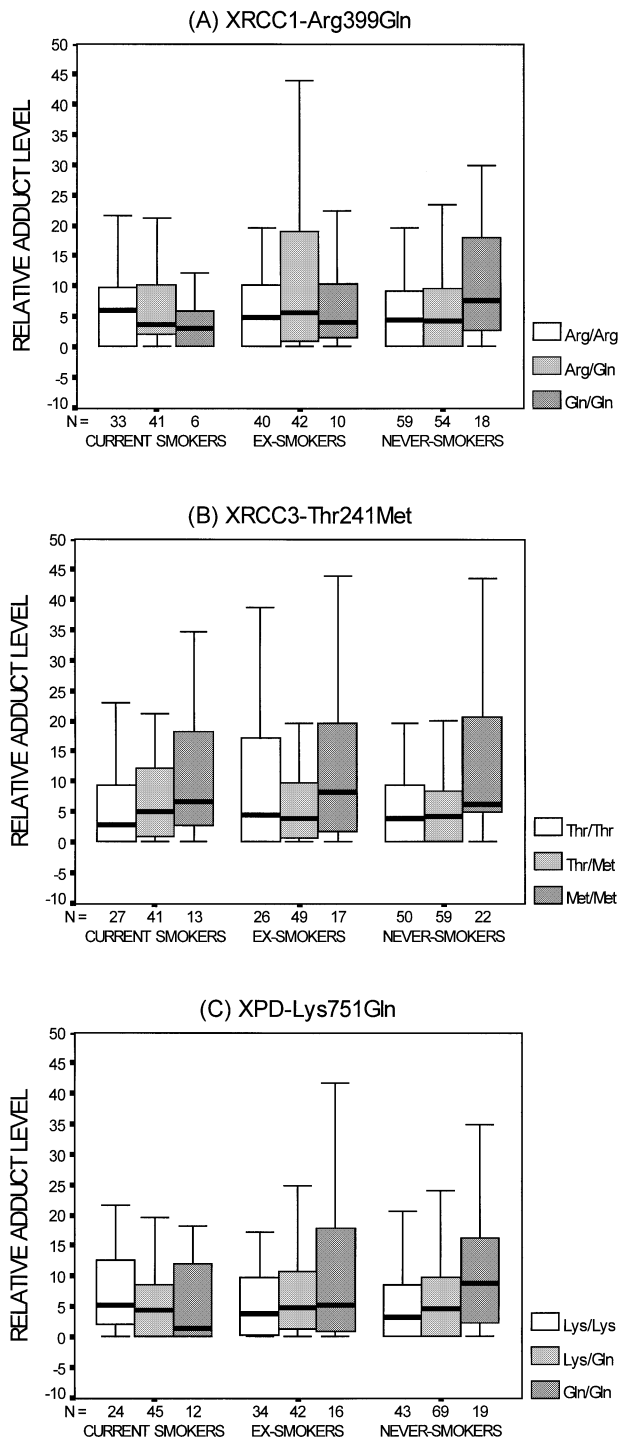 (A) XRCC1-Arg399Gln
RELATIVE ADDUCT LEVEL
50
45
40
35
30
25
20
15
10
5
0
-5
-10
N = 33 41 6 40 42 10 59 54 18
CURRENT SMOKERS EX-SMOKERS NEVER-SMOKERS
Arg/Arg
Arg/Gln
Gln/Gln
(B) XRCC3-Thr241Met
RELATIVE ADDUCT LEVEL
50
45
40
35
30
25
20
15
10
5
0
-5
-10
N = 27 41 13 26 49 17 50 59 22
CURRENT SMOKERS EX-SMOKERS NEVER-SMOKERS
Thr/Thr
Thr/Met
Met/Met
(C) XPD-Lys751Gln
RELATIVE ADDUCT LEVEL
50
45
40
35
30
25
20
15
10
5
0
-5
-10
N = 24 45 12 34 42 16 43 69 19
CURRENT SMOKERS EX-SMOKERS NEVER-SMOKERS
Lys/Lys
Lys/Gln
Gln/Gln